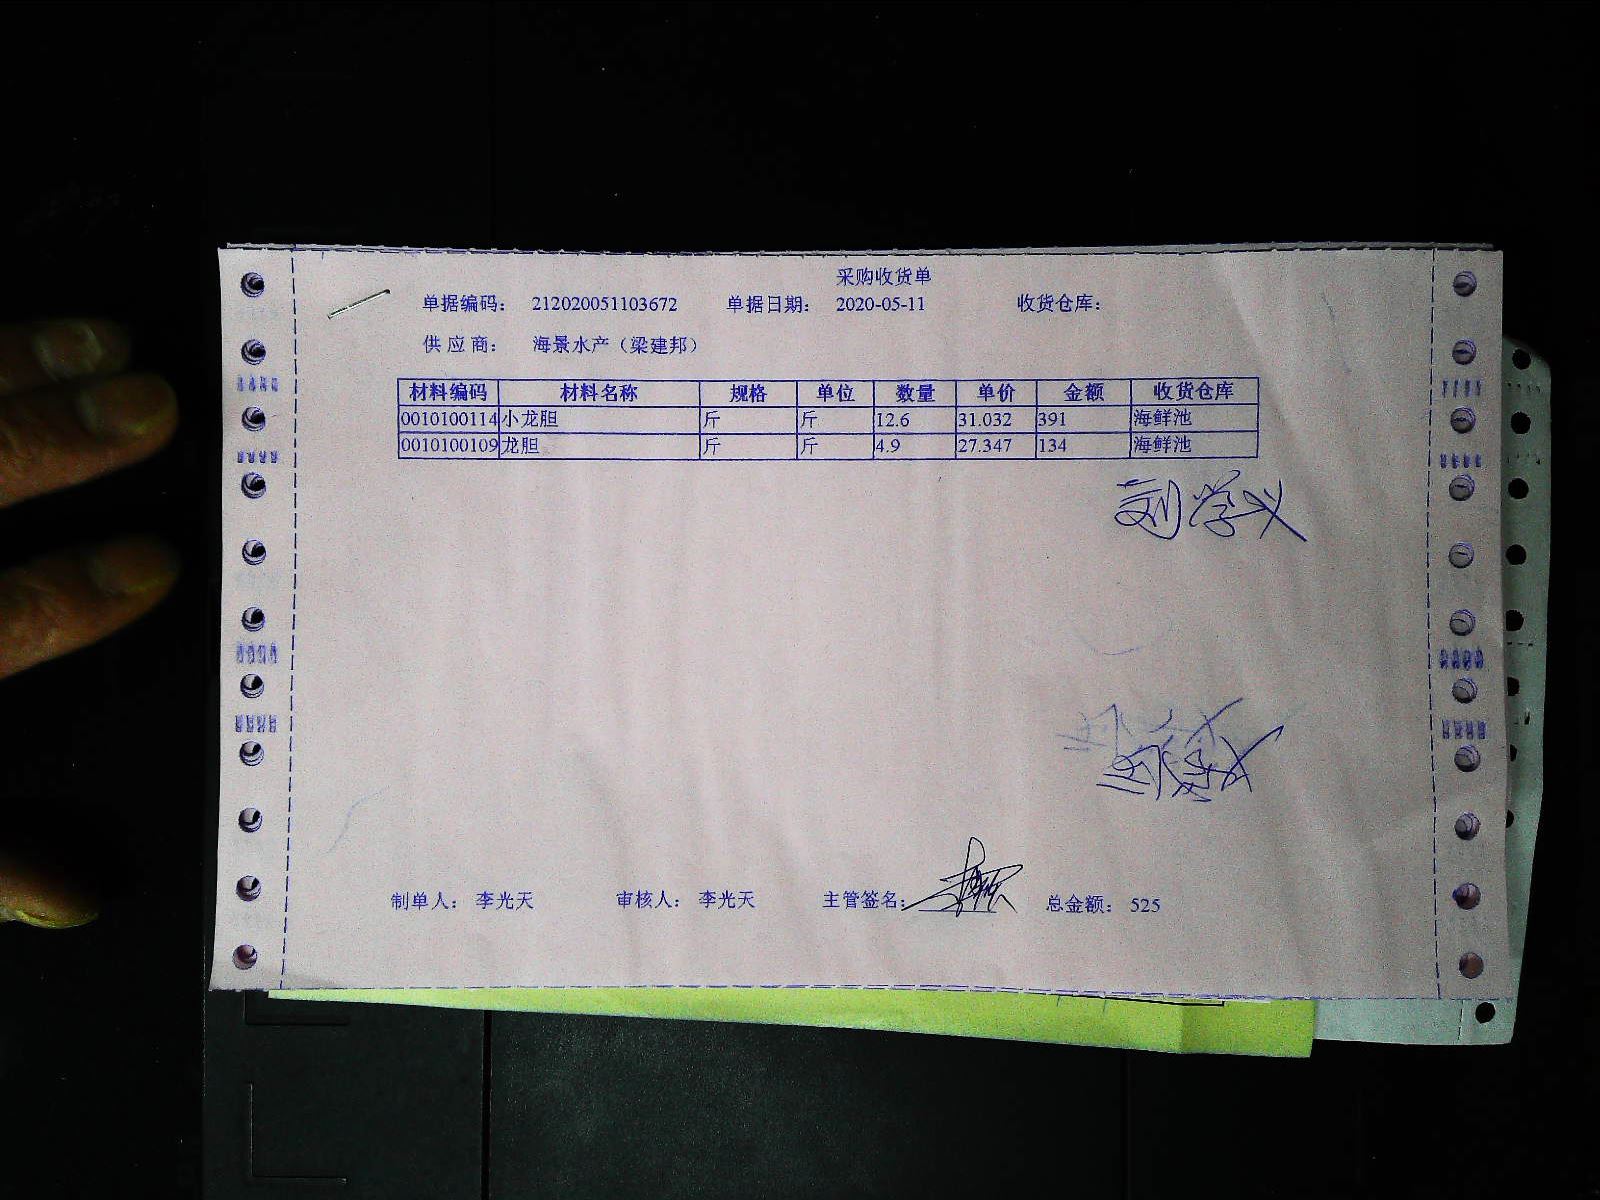 采购收货单
单据编码： 212020051103672 单据日期： 2020-05-11 收货仓库：
供 应 商： 海景水产（梁建邦）
材料编码 材料名称 规格 单位 数量 单价 金额 收货仓库
0010100114 小龙胆 斤 斤 12.6 31.032 391 海鲜池
0010100109 龙胆 斤 斤 4.9 27.347 134 海鲜池
刘学义
制单人： 李光天 审核人： 李光天 主管签名： 总金额： 525